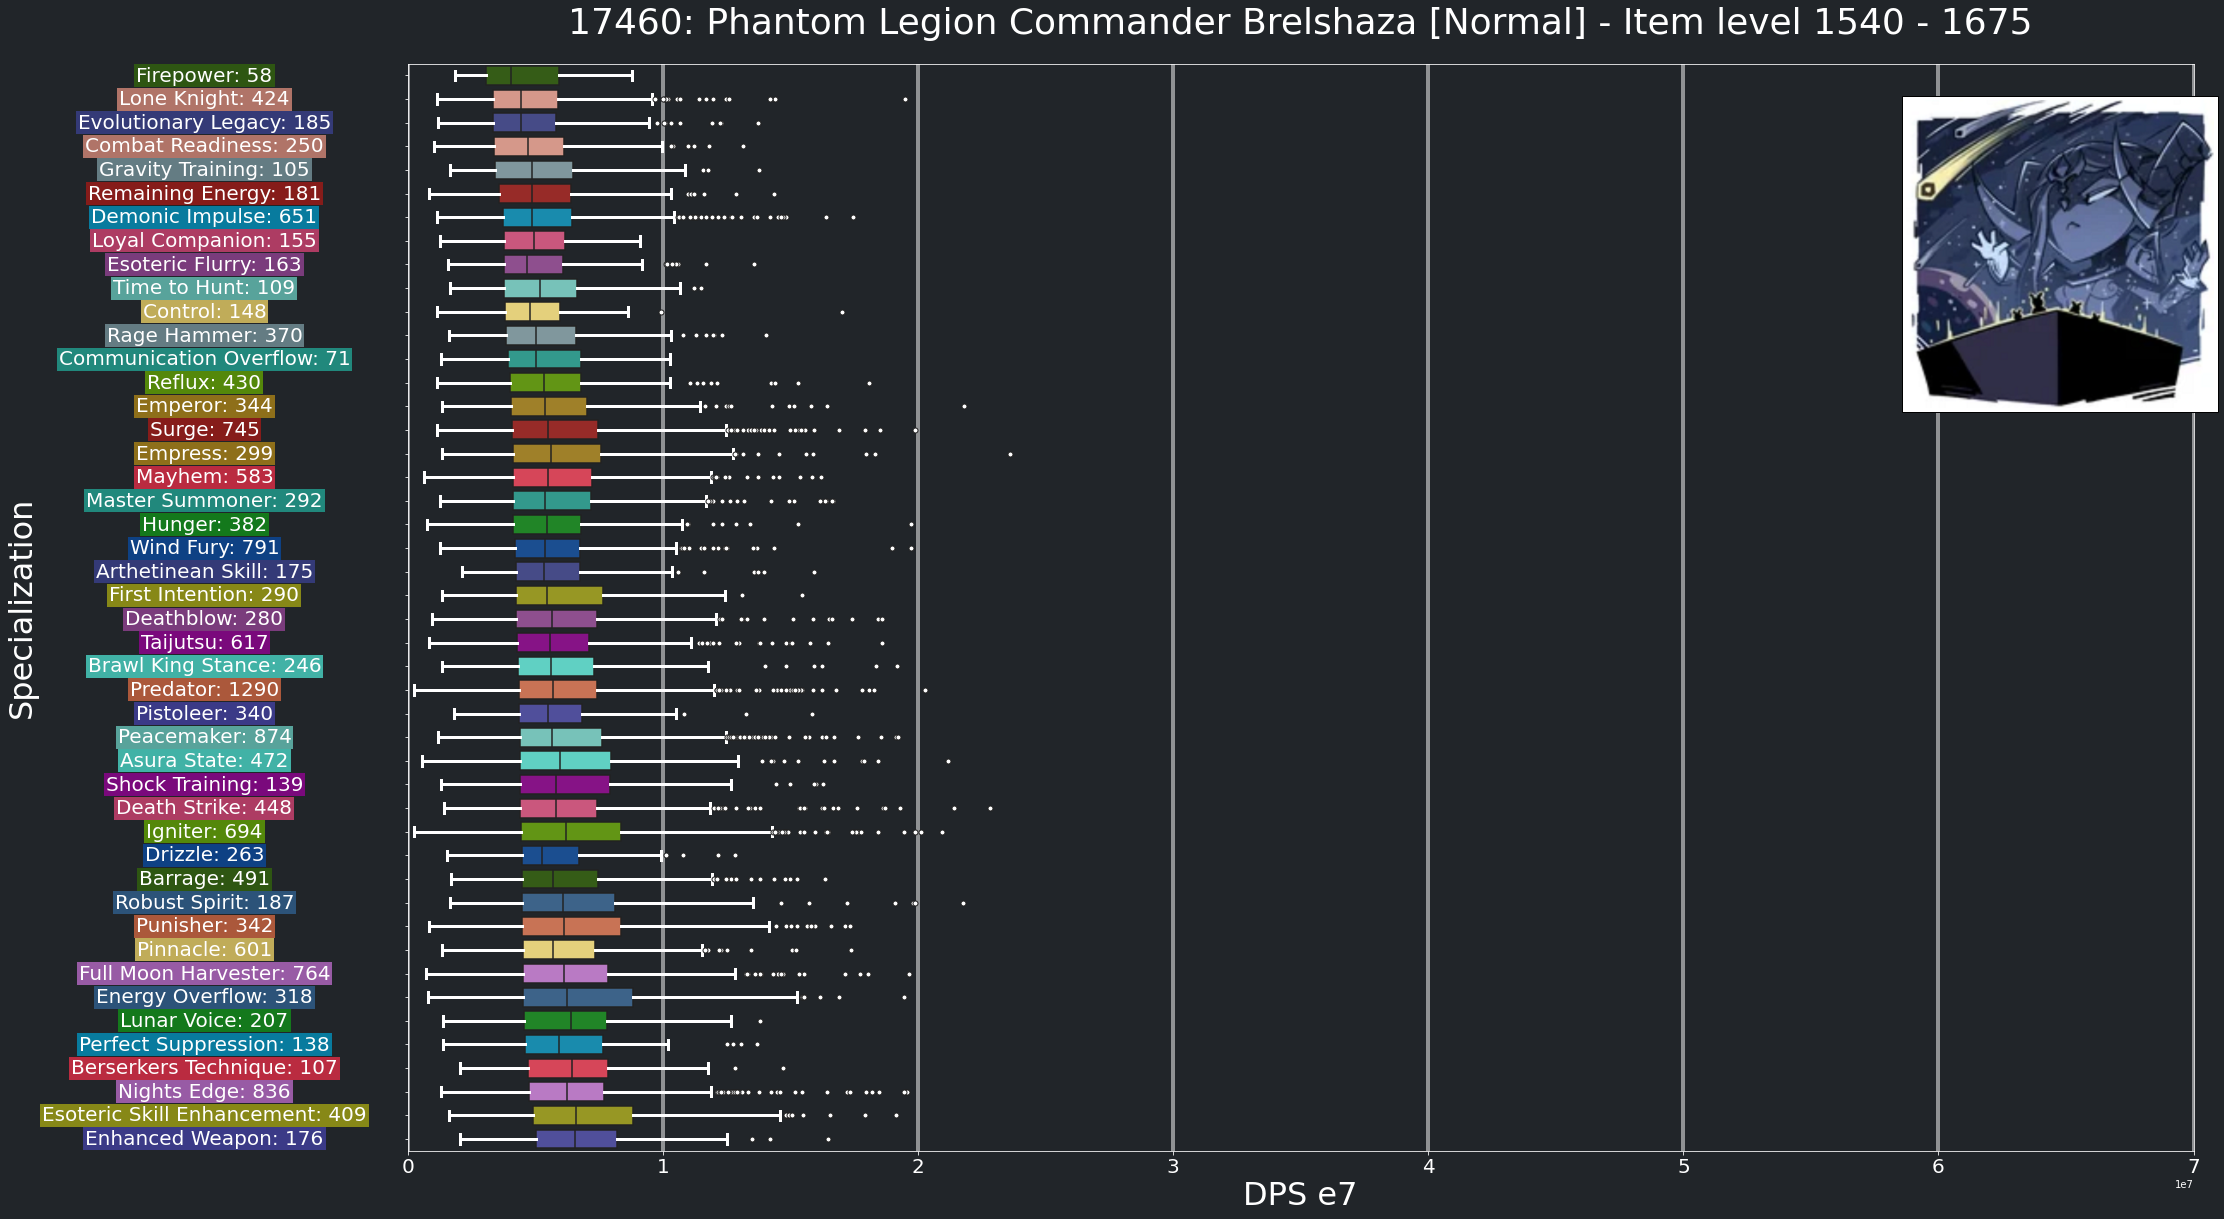 17460: Phantom Legion Commander Brelshaza [Normal] - Item level 1540 - 1675
Specialization
Firepower: 58
Lone Knight: 424
Evolutionary Legacy: 185
Combat Readiness: 250
Gravity Training: 105
Remaining Energy: 181
Demonic Impulse: 651
Loyal Companion: 155
Esoteric Flurry: 163
Time to Hunt: 109
Control: 148
Rage Hammer: 370
Communication Overflow: 71
Reflux: 430
Emperor: 344
Surge: 745
Empress: 299
Mayhem: 583
Master Summoner: 292
Hunger: 382
Wind Fury: 791
Arthetinean Skill: 175
First Intention: 290
Deathblow: 280
Taijutsu: 617
Brawl King Stance: 246
Predator: 1290
Pistoleer: 340
Peacemaker: 874
Asura State: 472
Shock Training: 139
Death Strike: 448
Igniter: 694
Drizzle: 263
Barrage: 491
Robust Spirit: 187
Punisher: 342
Pinnacle: 601
Full Moon Harvester: 764
Energy Overflow: 318
Lunar Voice: 207
Perfect Suppression: 138
Berserkers Technique: 107
Nights Edge: 836
Esoteric Skill Enhancement: 409
Enhanced Weapon: 176
0 1 2 3 4 5 6 7
1e7
DPS e7